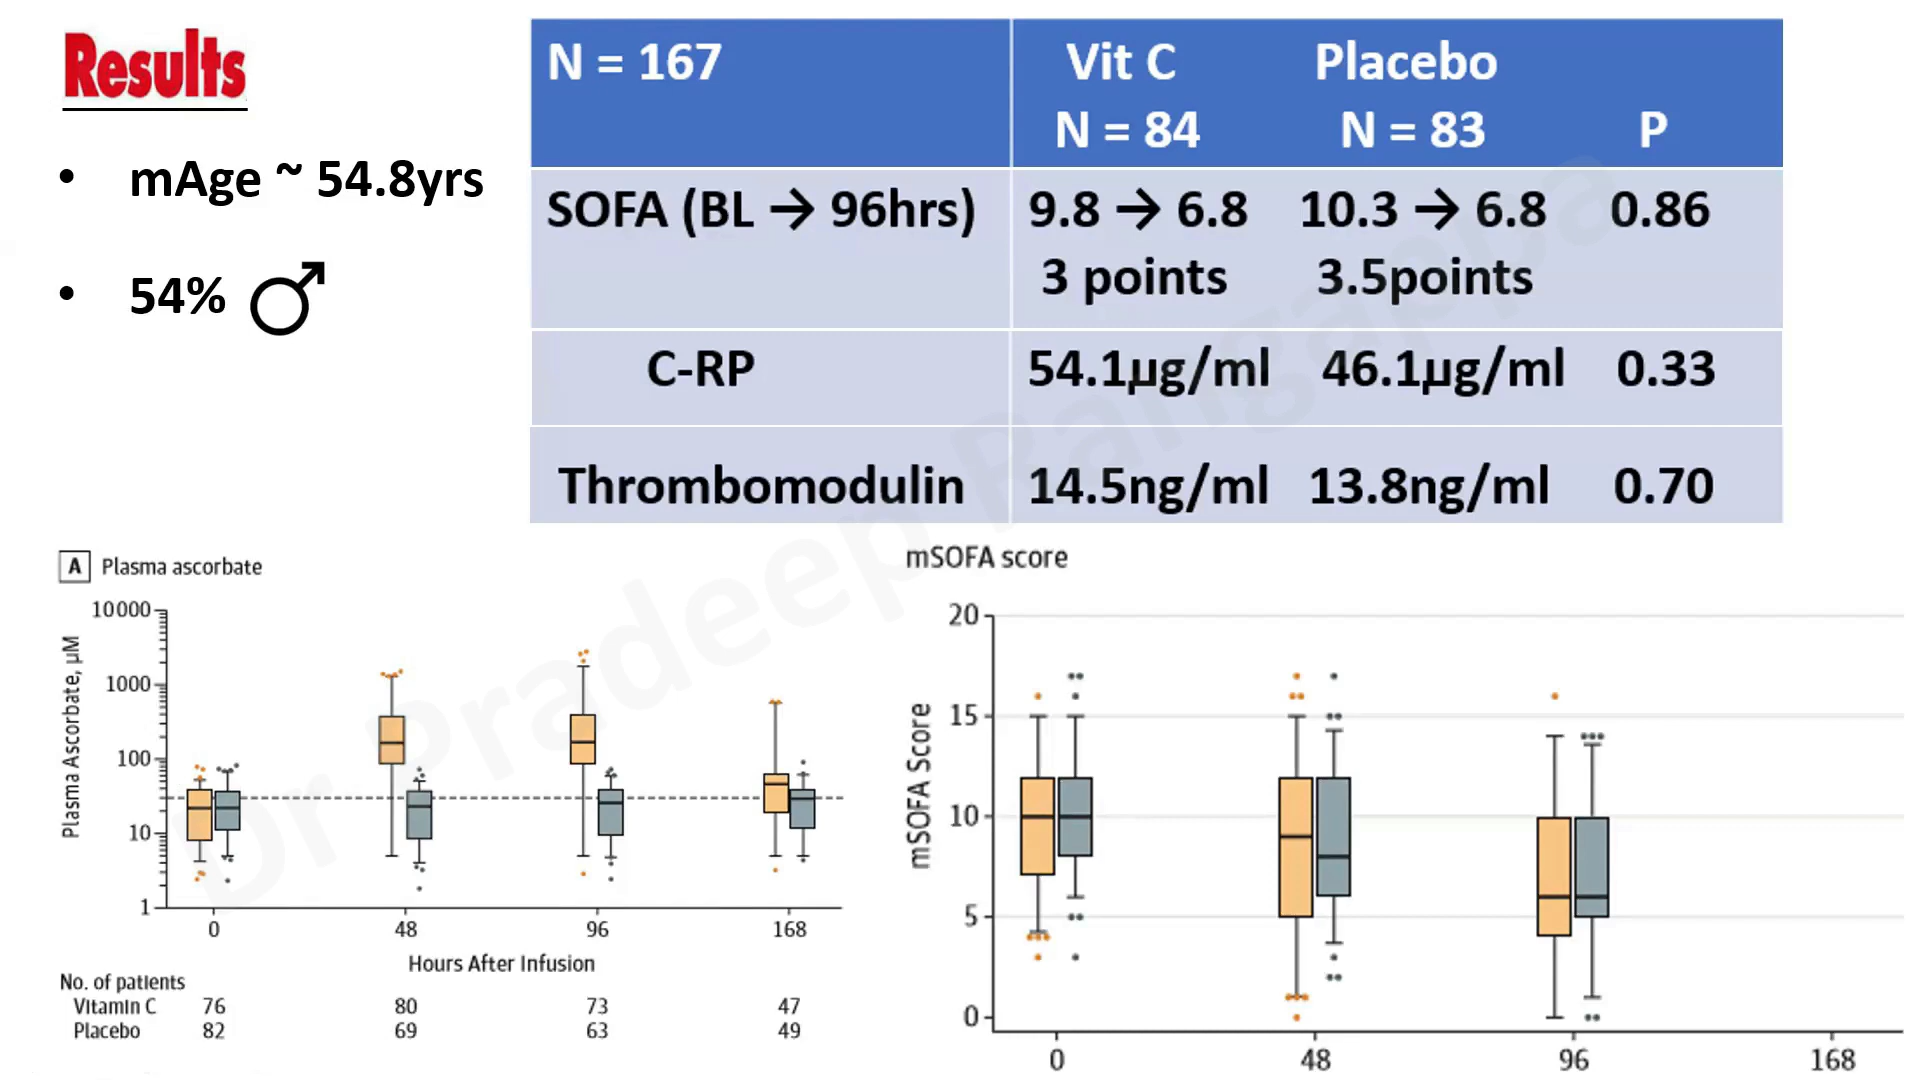 Results
• mAge ~ 54.8yrs
• 54%
N = 167 Vit C Placebo
N = 84 N = 83 P
SOFA (BL → 96hrs) 9.8 → 6.8 10.3 → 6.8 0.86
3 points 3.5points
C-RP 54.1µg/ml 46.1µg/ml 0.33
Thrombomodulin 14.5ng/ml 13.8ng/ml 0.70
Dr Pradeep Rangappa
A Plasma ascorbate
Plasma Ascorbate, µM
10000
1000
100
10
1
0 48 96 168
Hours After Infusion
No. of patients
Vitamin C 76 80 73 47
Placebo 82 69 63 49
mSOFA score
mSOFA Score
20
15
10
5
0
0 48 96 168